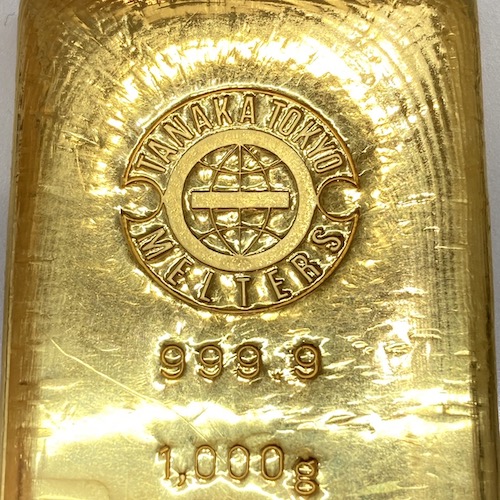 TANAKA TOKYO
MELTERS
999.9
1,000g